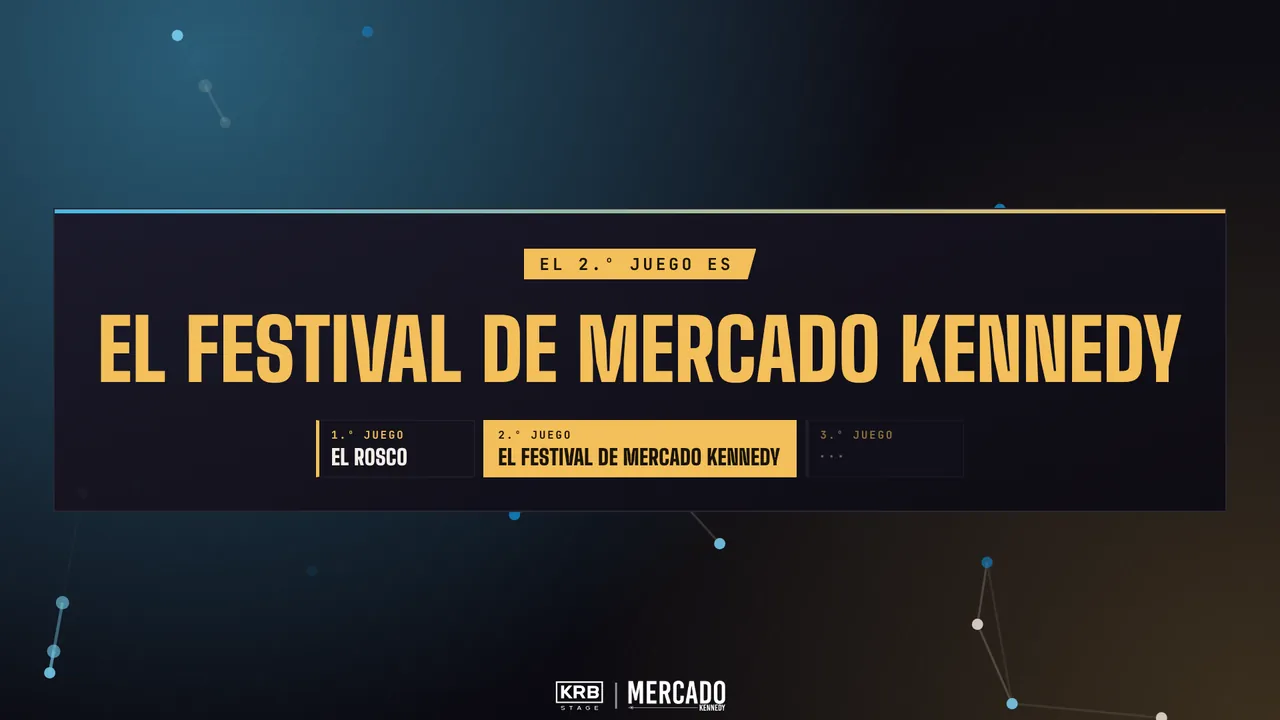 EL 2.º JUEGO ES
EL FESTIVAL DE MERCADO KENNEDY
1.º JUEGO
EL ROSCO
2.º JUEGO
EL FESTIVAL DE MERCADO KENNEDY
3.º JUEGO
...
KRB
STAGE
MERCADO
KENNEDY